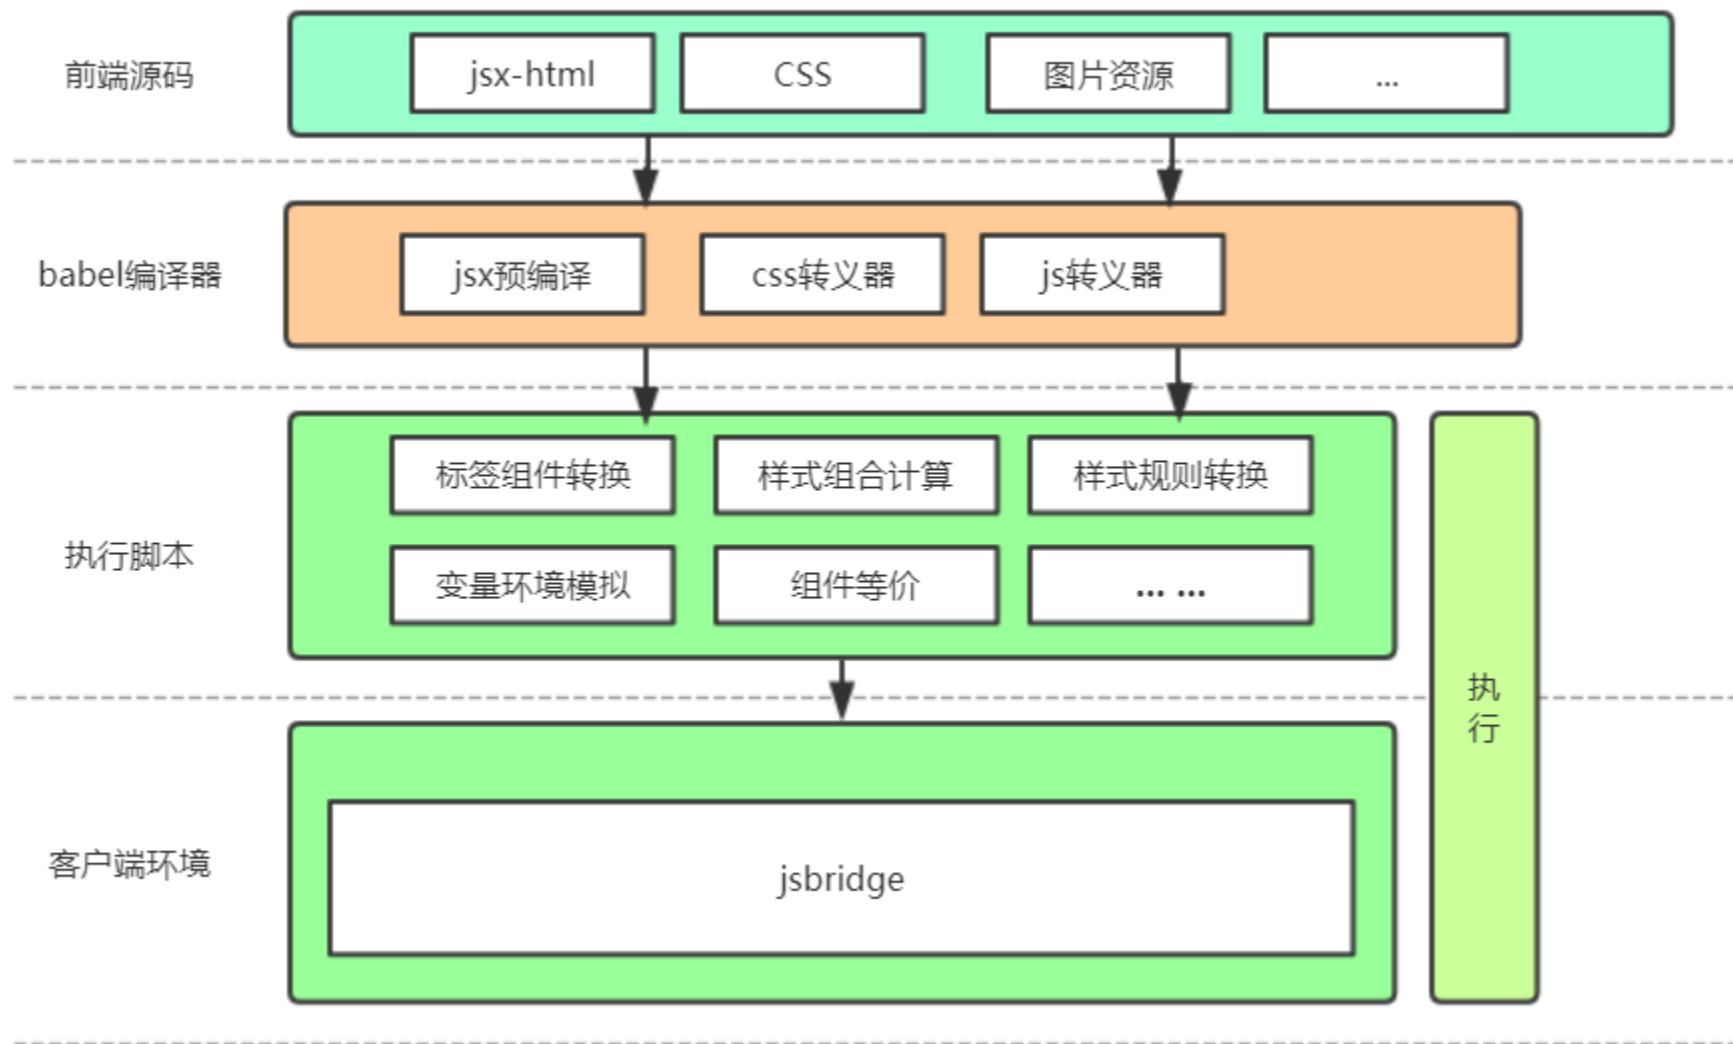 前端源码
jsx-html
CSS
图片资源
...
babel编译器
jsx预编译
css转义器
js转义器
执行脚本
标签组件转换
样式组合计算
样式规则转换
变量环境模拟
组件等价
... ...
执
行
客户端环境
jsbridge